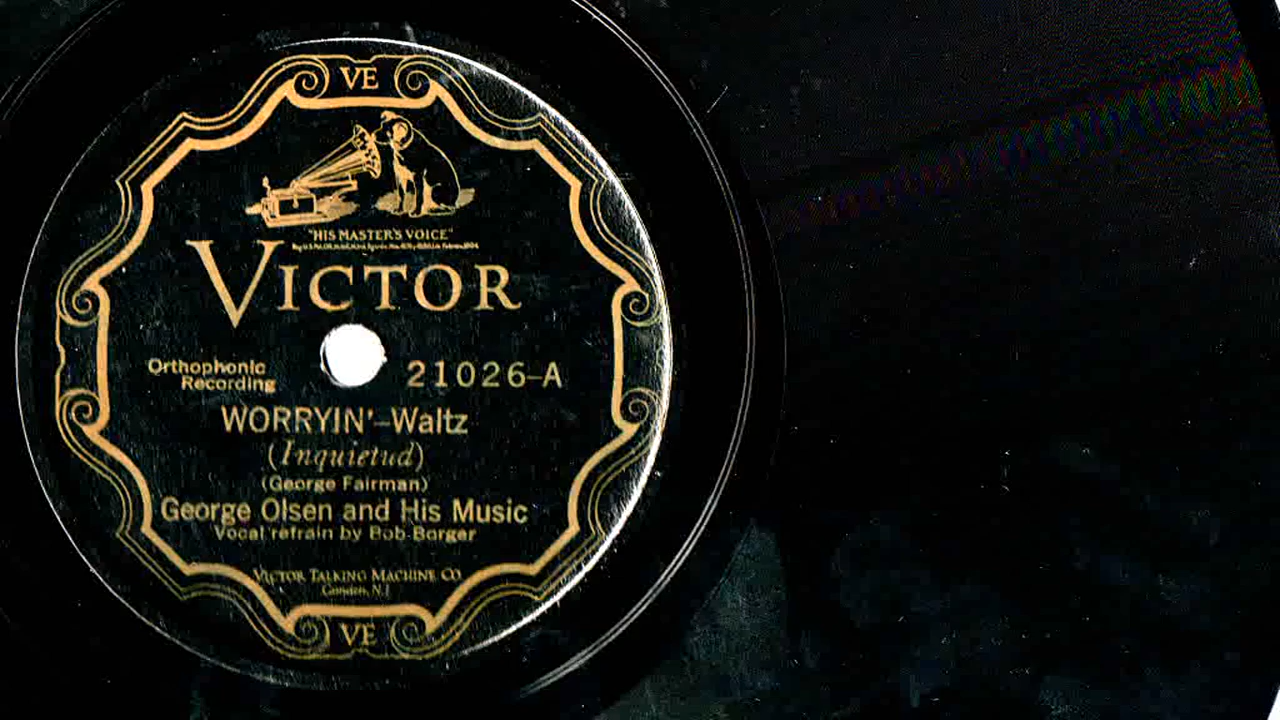 VE
"HIS MASTER'S VOICE"
VICTOR
Orthophonic
Recording
21026-A
WORRYIN'-Waltz
(Inquietud)
(George Fairman)
George Olsen and His Music
Vocal refrain by Bob Borger
VICTOR TALKING MACHINE CO.
Camden, N.J.
VE